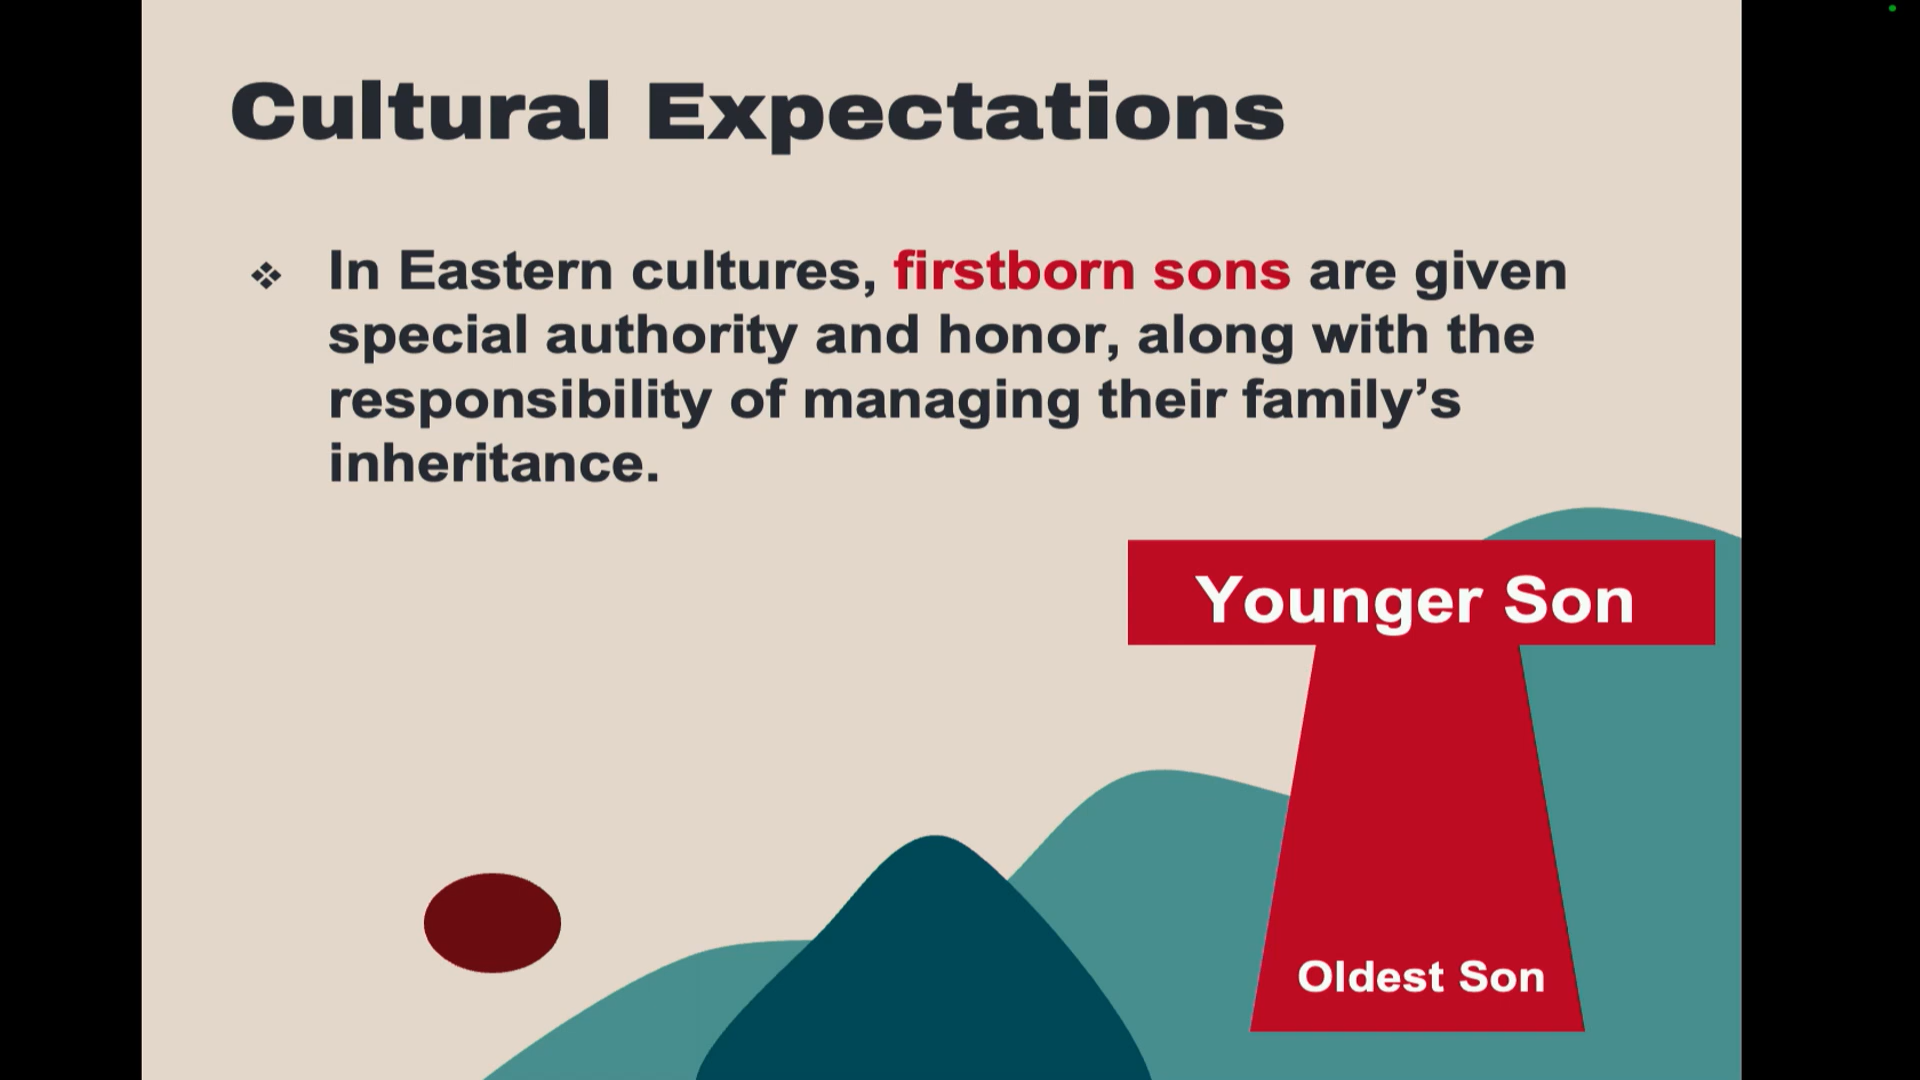 Cultural Expectations
❖ In Eastern cultures, firstborn sons are given
special authority and honor, along with the
responsibility of managing their family’s
inheritance.
Younger Son
Oldest Son